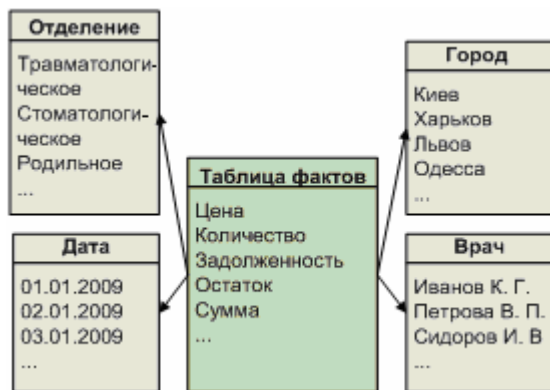 Отделение
Травматологи-
ческое
Стоматологи-
ческое
Родильное
...
Город
Киев
Харьков
Львов
Одесса
...
Таблица фактов
Цена
Количество
Задолженность
Остаток
Сумма
...
Дата
01.01.2009
02.01.2009
03.01.2009
...
Врач
Иванов К. Г.
Петрова В. П.
Сидоров И. В
...